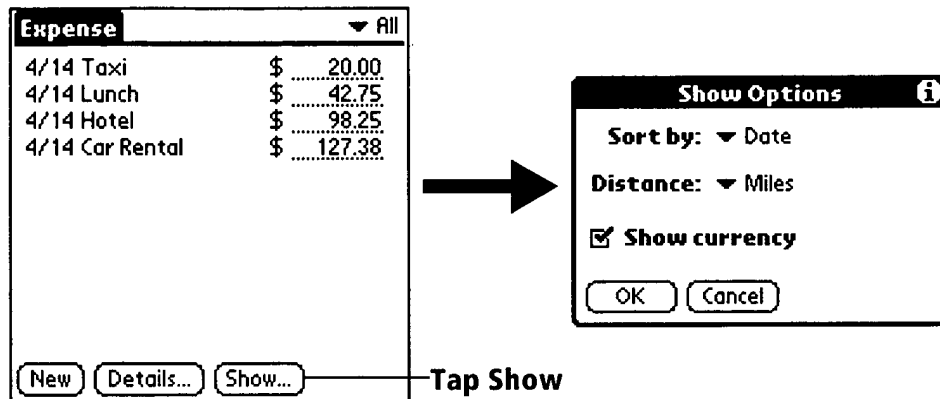 Expense All
4/14 Taxi $ 20.00
4/14 Lunch $ 42.75
4/14 Hotel $ 98.25
4/14 Car Rental $ 127.38
New Details... Show...
Tap Show
Show Options i
Sort by: Date
Distance: Miles
Show currency
OK Cancel